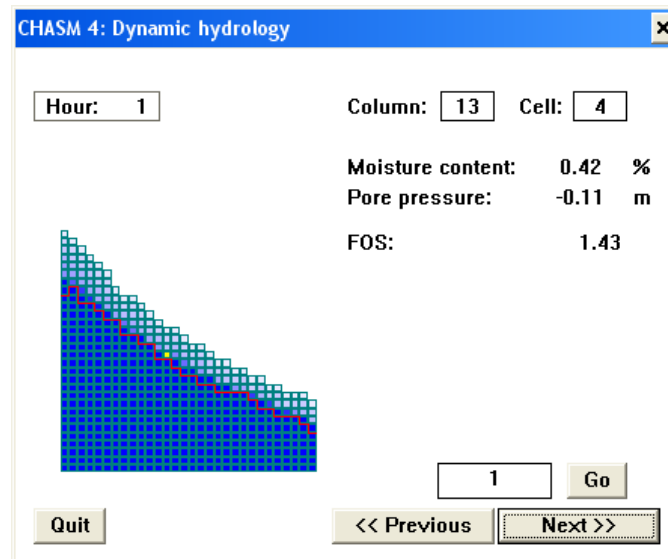 CHASM 4: Dynamic hydrology
Hour: 1
Column: 13 Cell: 4
Moisture content: 0.42 %
Pore pressure: -0.11 m
FOS: 1.43
1 Go
Quit << Previous Next >>